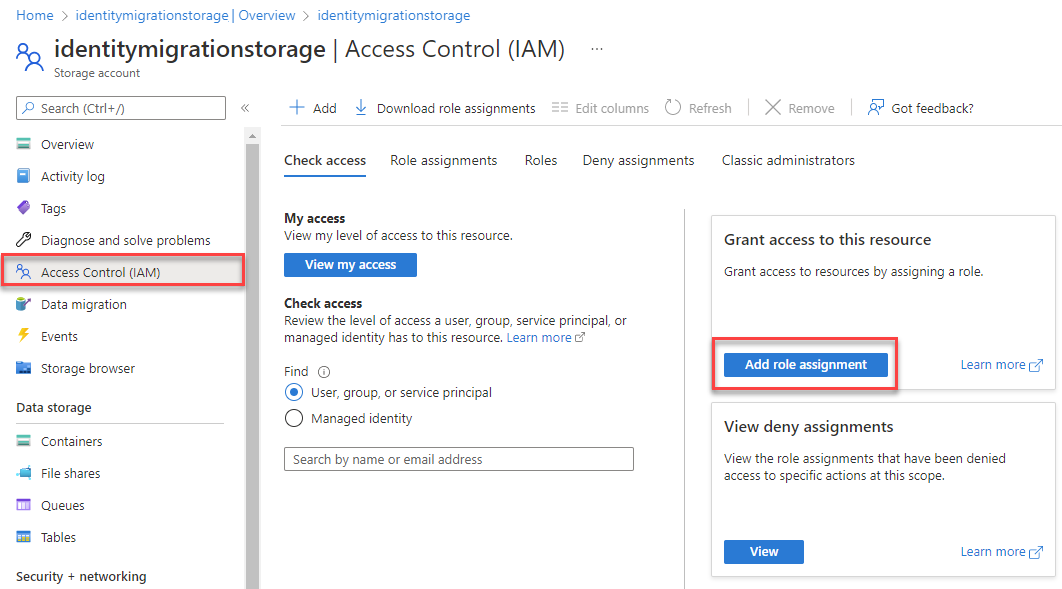 Home > identitymigrationstorage | Overview > identitymigrationstorage
identitymigrationstorage | Access Control (IAM) ...
Storage account
Search (Ctrl+/)
«
Overview
Activity log
Tags
Diagnose and solve problems
Access Control (IAM)
Data migration
Events
Storage browser
Data storage
Containers
File shares
Queues
Tables
Security + networking
Add Download role assignments Edit columns Refresh Remove Got feedback?
Check access Role assignments Roles Deny assignments Classic administrators
My access
View my level of access to this resource.
View my access
Check access
Review the level of access a user, group, service principal, or
managed identity has to this resource. Learn more
Find
User, group, or service principal
Managed identity
Search by name or email address
Grant access to this resource
Grant access to resources by assigning a role.
Add role assignment Learn more
View deny assignments
View the role assignments that have been denied
access to specific actions at this scope.
View Learn more